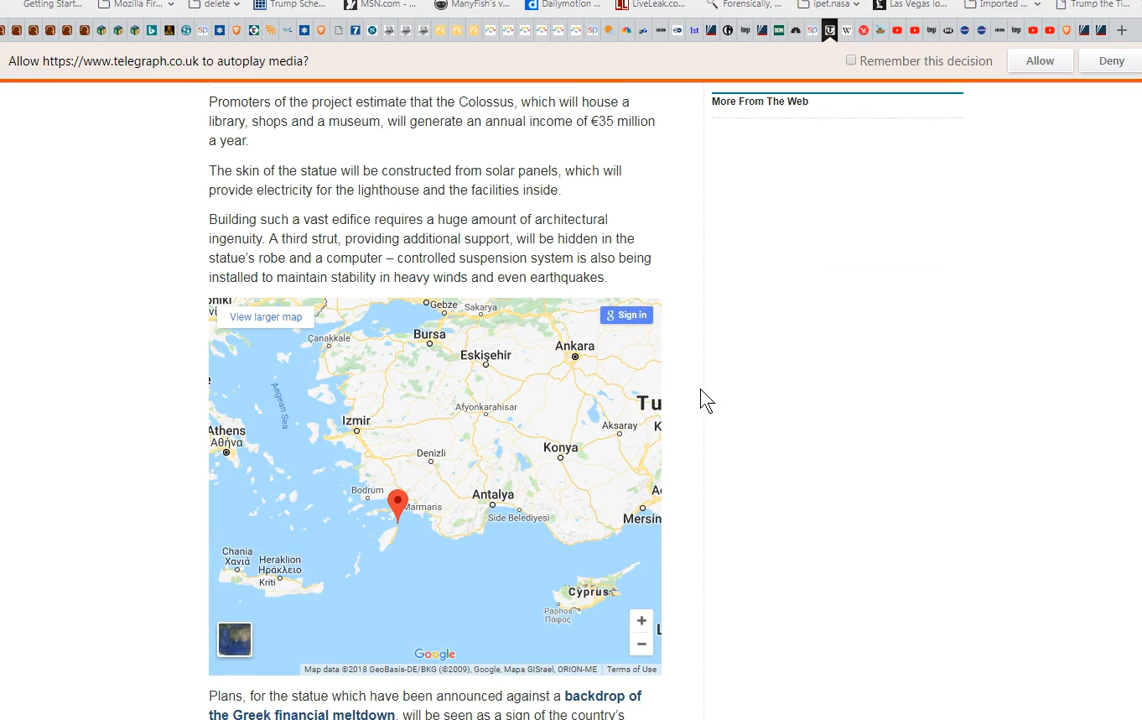 Getting Start...
Mozilla Fir...
delete
Trump Sche...
MSN.com - ...
ManyFish's v...
Dailymotion ...
LiveLeak.co...
Forensically, ...
ipet.nasa
Las Vegas lo...
Imported ...
Trump the Ti...
Allow https://www.telegraph.co.uk to autoplay media?
Remember this decision
Allow
Deny
Promoters of the project estimate that the Colossus, which will house a
library, shops and a museum, will generate an annual income of €35 million
a year.
More From The Web
The skin of the statue will be constructed from solar panels, which will
provide electricity for the lighthouse and the facilities inside.
Building such a vast edifice requires a huge amount of architectural
ingenuity. A third strut, providing additional support, will be hidden in the
statue's robe and a computer – controlled suspension system is also being
installed to maintain stability in heavy winds and even earthquakes.
View larger map
Sign in
Gebze
Sakarya
Çanakkale
Bursa
Eskişehir
Ankara
Aegean Sea
Tu
Afyonkarahisar
Izmir
Aksaray
K
Athens
Αθήνα
Denizli
Konya
Bodrum
Marmaris
Antalya
Side Belediyesi
Mersin
Chania
Χανιά
Heraklion
Ηράκλειο
Kriti
Cyprus
Paphos
Πάφος
+
−
Google
Map data ©2018 GeoBasis-DE/BKG (©2009), Google, Mapa GISrael, ORION-ME
Terms of Use
Plans, for the statue which have been announced against a backdrop of
the Greek financial meltdown, will be seen as a sign of the country's